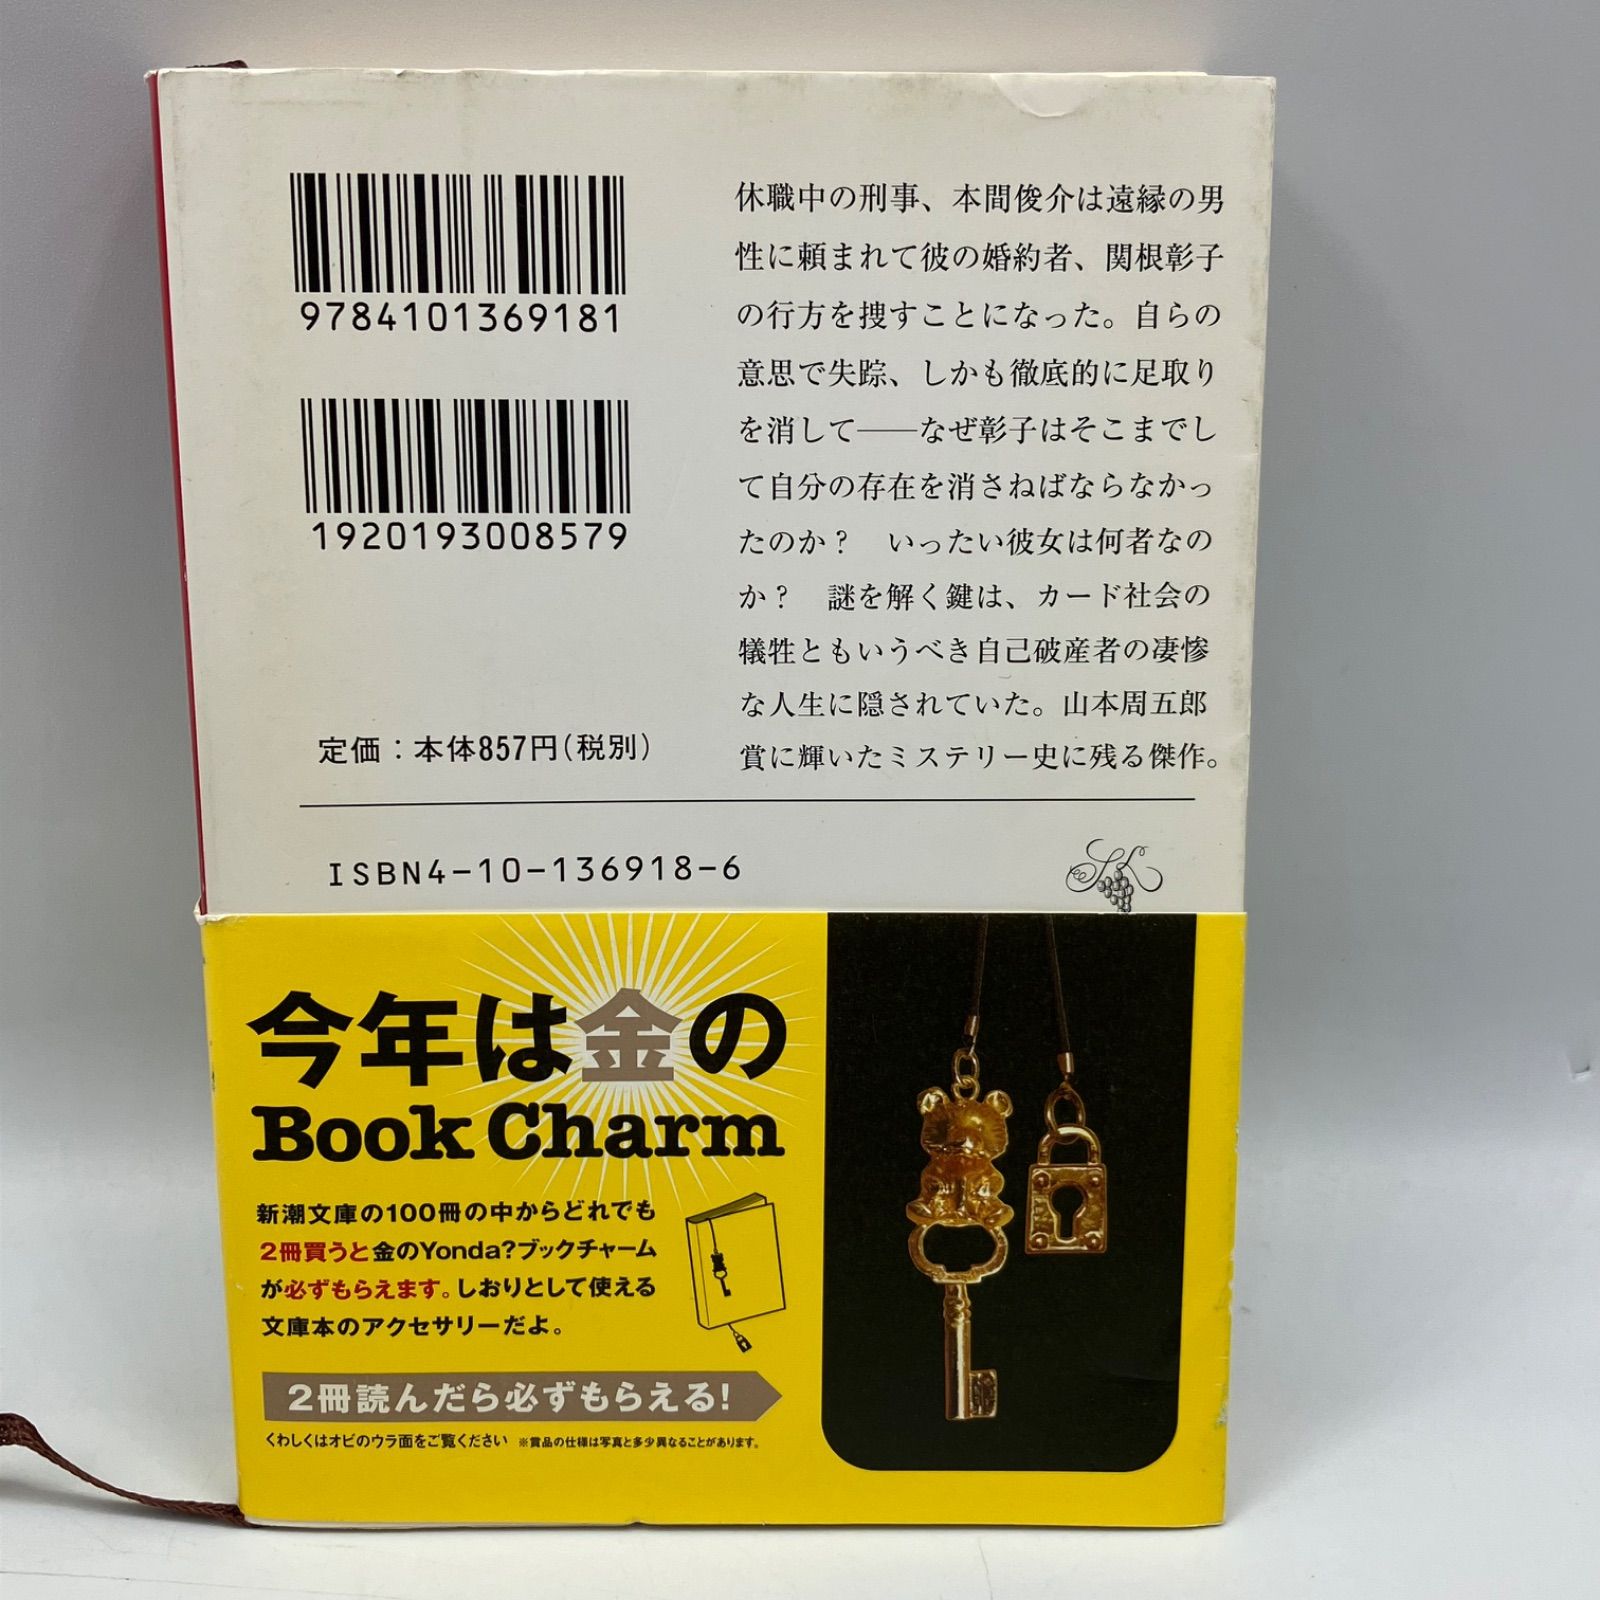 9784101369181
1920193008579
定価：本体857円(税別)
休職中の刑事、本間俊介は遠縁の男
性に頼まれて彼の婚約者、関根彰子
の行方を捜すことになった。自らの
意思で失踪、しかも徹底的に足取り
を消して――なぜ彰子はそこまでし
て自分の存在を消さねばならなかっ
たのか？　いったい彼女は何者なの
か？　謎を解く鍵は、カード社会の
犠牲ともいうべき自己破産者の凄惨
な人生に隠されていた。山本周五郎
賞に輝いたミステリー史に残る傑作。
ISBN4-10-136918-6
今年は金の
Book Charm
新潮文庫の100冊の中からどれでも
2冊買うと金のYonda?ブックチャーム
が必ずもらえます。しおりとして使える
文庫本のアクセサリーだよ。
2冊読んだら必ずもらえる!
くわしくはオビのウラ面をご覧ください ※賞品の仕様は写真と多少異なることがあります。